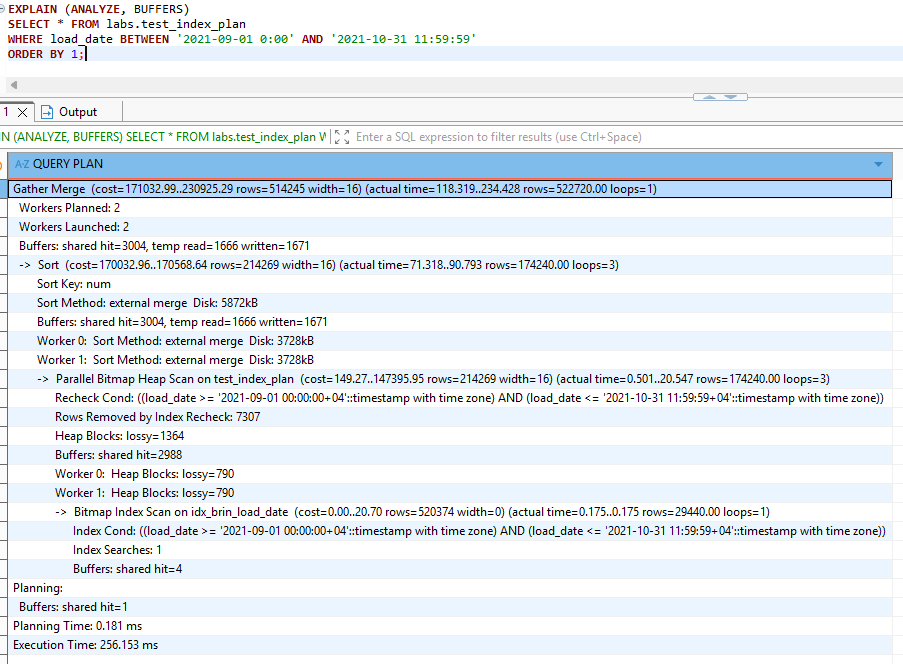 EXPLAIN (ANALYZE, BUFFERS)
SELECT * FROM labs.test_index_plan
WHERE load_date BETWEEN '2021-09-01 0:00' AND '2021-10-31 11:59:59'
ORDER BY 1;
1 Output
N (ANALYZE, BUFFERS) SELECT * FROM labs.test_index_plan W Enter a SQL expression to filter results (use Ctrl+Space)
A-Z QUERY PLAN
Gather Merge (cost=171032.99..230925.29 rows=514245 width=16) (actual time=118.319..234.428 rows=522720.00 loops=1)
Workers Planned: 2
Workers Launched: 2
Buffers: shared hit=3004, temp read=1666 written=1671
-> Sort (cost=170032.96..170568.64 rows=214269 width=16) (actual time=71.318..90.793 rows=174240.00 loops=3)
Sort Key: num
Sort Method: external merge Disk: 5872kB
Buffers: shared hit=3004, temp read=1666 written=1671
Worker 0: Sort Method: external merge Disk: 3728kB
Worker 1: Sort Method: external merge Disk: 3728kB
-> Parallel Bitmap Heap Scan on test_index_plan (cost=149.27..147395.95 rows=214269 width=16) (actual time=0.501..20.547 rows=174240.00 loops=3)
Recheck Cond: ((load_date >= '2021-09-01 00:00:00+04'::timestamp with time zone) AND (load_date <= '2021-10-31 11:59:59+04'::timestamp with time zone))
Rows Removed by Index Recheck: 7307
Heap Blocks: lossy=1364
Buffers: shared hit=2988
Worker 0: Heap Blocks: lossy=790
Worker 1: Heap Blocks: lossy=790
-> Bitmap Index Scan on idx_brin_load_date (cost=0.00..20.70 rows=520374 width=0) (actual time=0.175..0.175 rows=29440.00 loops=1)
Index Cond: ((load_date >= '2021-09-01 00:00:00+04'::timestamp with time zone) AND (load_date <= '2021-10-31 11:59:59+04'::timestamp with time zone))
Index Searches: 1
Buffers: shared hit=4
Planning:
Buffers: shared hit=1
Planning Time: 0.181 ms
Execution Time: 256.153 ms